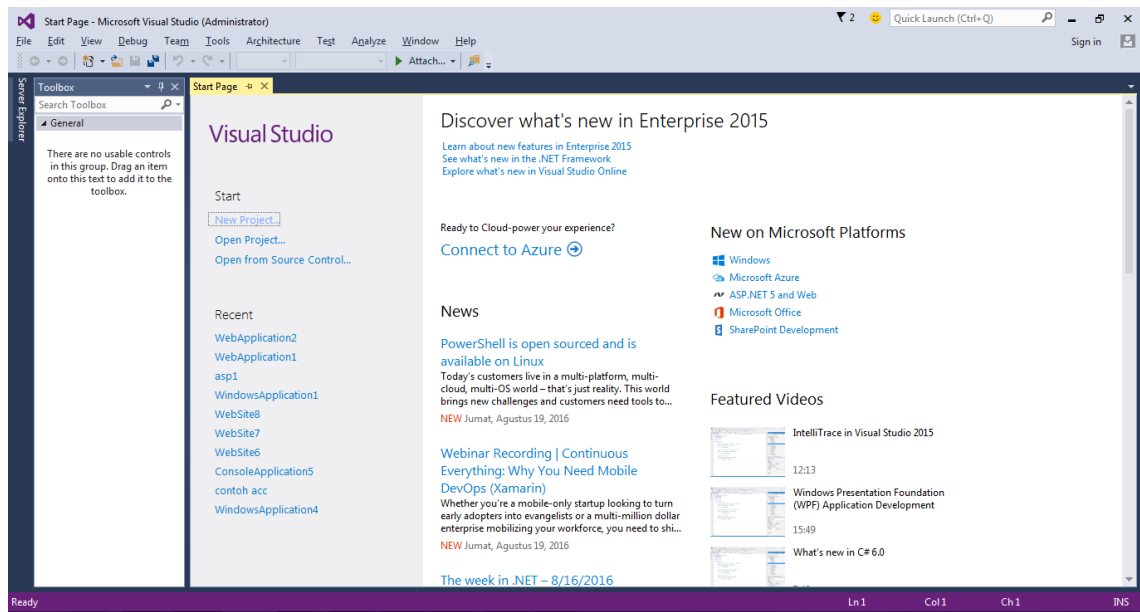 Start Page - Microsoft Visual Studio (Administrator)
2
Quick Launch (Ctrl+Q)
File Edit View Debug Team Tools Architecture Test Analyze Window Help
Sign in
Attach...
Server Explorer
Toolbox
Search Toolbox
General
There are no usable controls
in this group. Drag an item
onto this text to add it to the
toolbox.
Start Page
Visual Studio
Start
New Project...
Open Project...
Open from Source Control...
Recent
WebApplication2
WebApplication1
asp1
WindowsApplication1
WebSite8
WebSite7
WebSite6
ConsoleApplication5
contoh acc
WindowsApplication4
Discover what's new in Enterprise 2015
Learn about new features in Enterprise 2015
See what's new in the .NET Framework
Explore what's new in Visual Studio Online
Ready to Cloud-power your experience?
Connect to Azure
News
PowerShell is open sourced and is
available on Linux
Today's customers live in a multi-platform, multi-
cloud, multi-OS world – that's just reality. This world
brings new challenges and customers need tools to...
NEW Jumat, Agustus 19, 2016
Webinar Recording | Continuous
Everything: Why You Need Mobile
DevOps (Xamarin)
Whether you're a mobile-only startup looking to turn
early adopters into evangelists or a multi-million dollar
enterprise mobilizing your workforce, you need to shi...
NEW Jumat, Agustus 19, 2016
The week in .NET – 8/16/2016
New on Microsoft Platforms
Windows
Microsoft Azure
ASP.NET 5 and Web
Microsoft Office
SharePoint Development
Featured Videos
IntelliTrace in Visual Studio 2015
12:13
Windows Presentation Foundation
(WPF) Application Development
15:49
What's new in C# 6.0
Ready
Ln 1 Col 1 Ch 1 INS